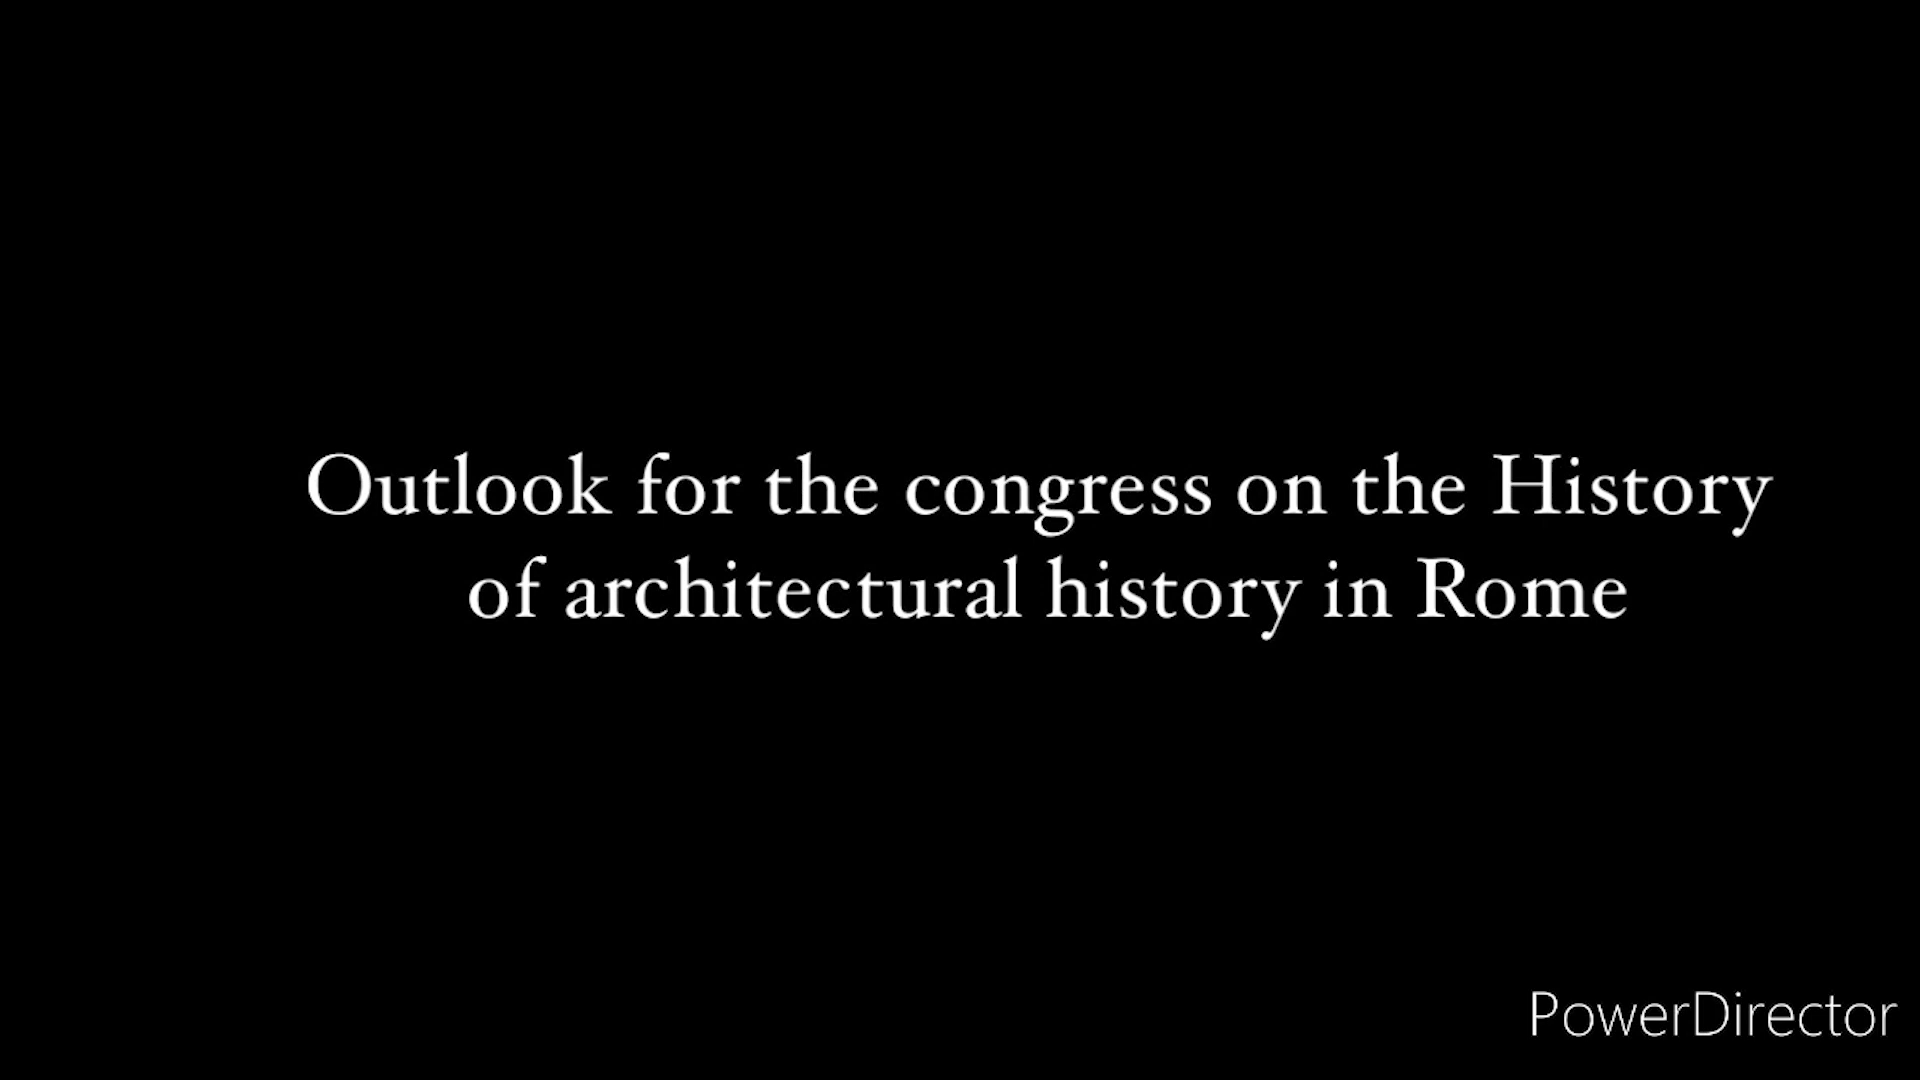 Outlook for the congress on the History
of architectural history in Rome
PowerDirector